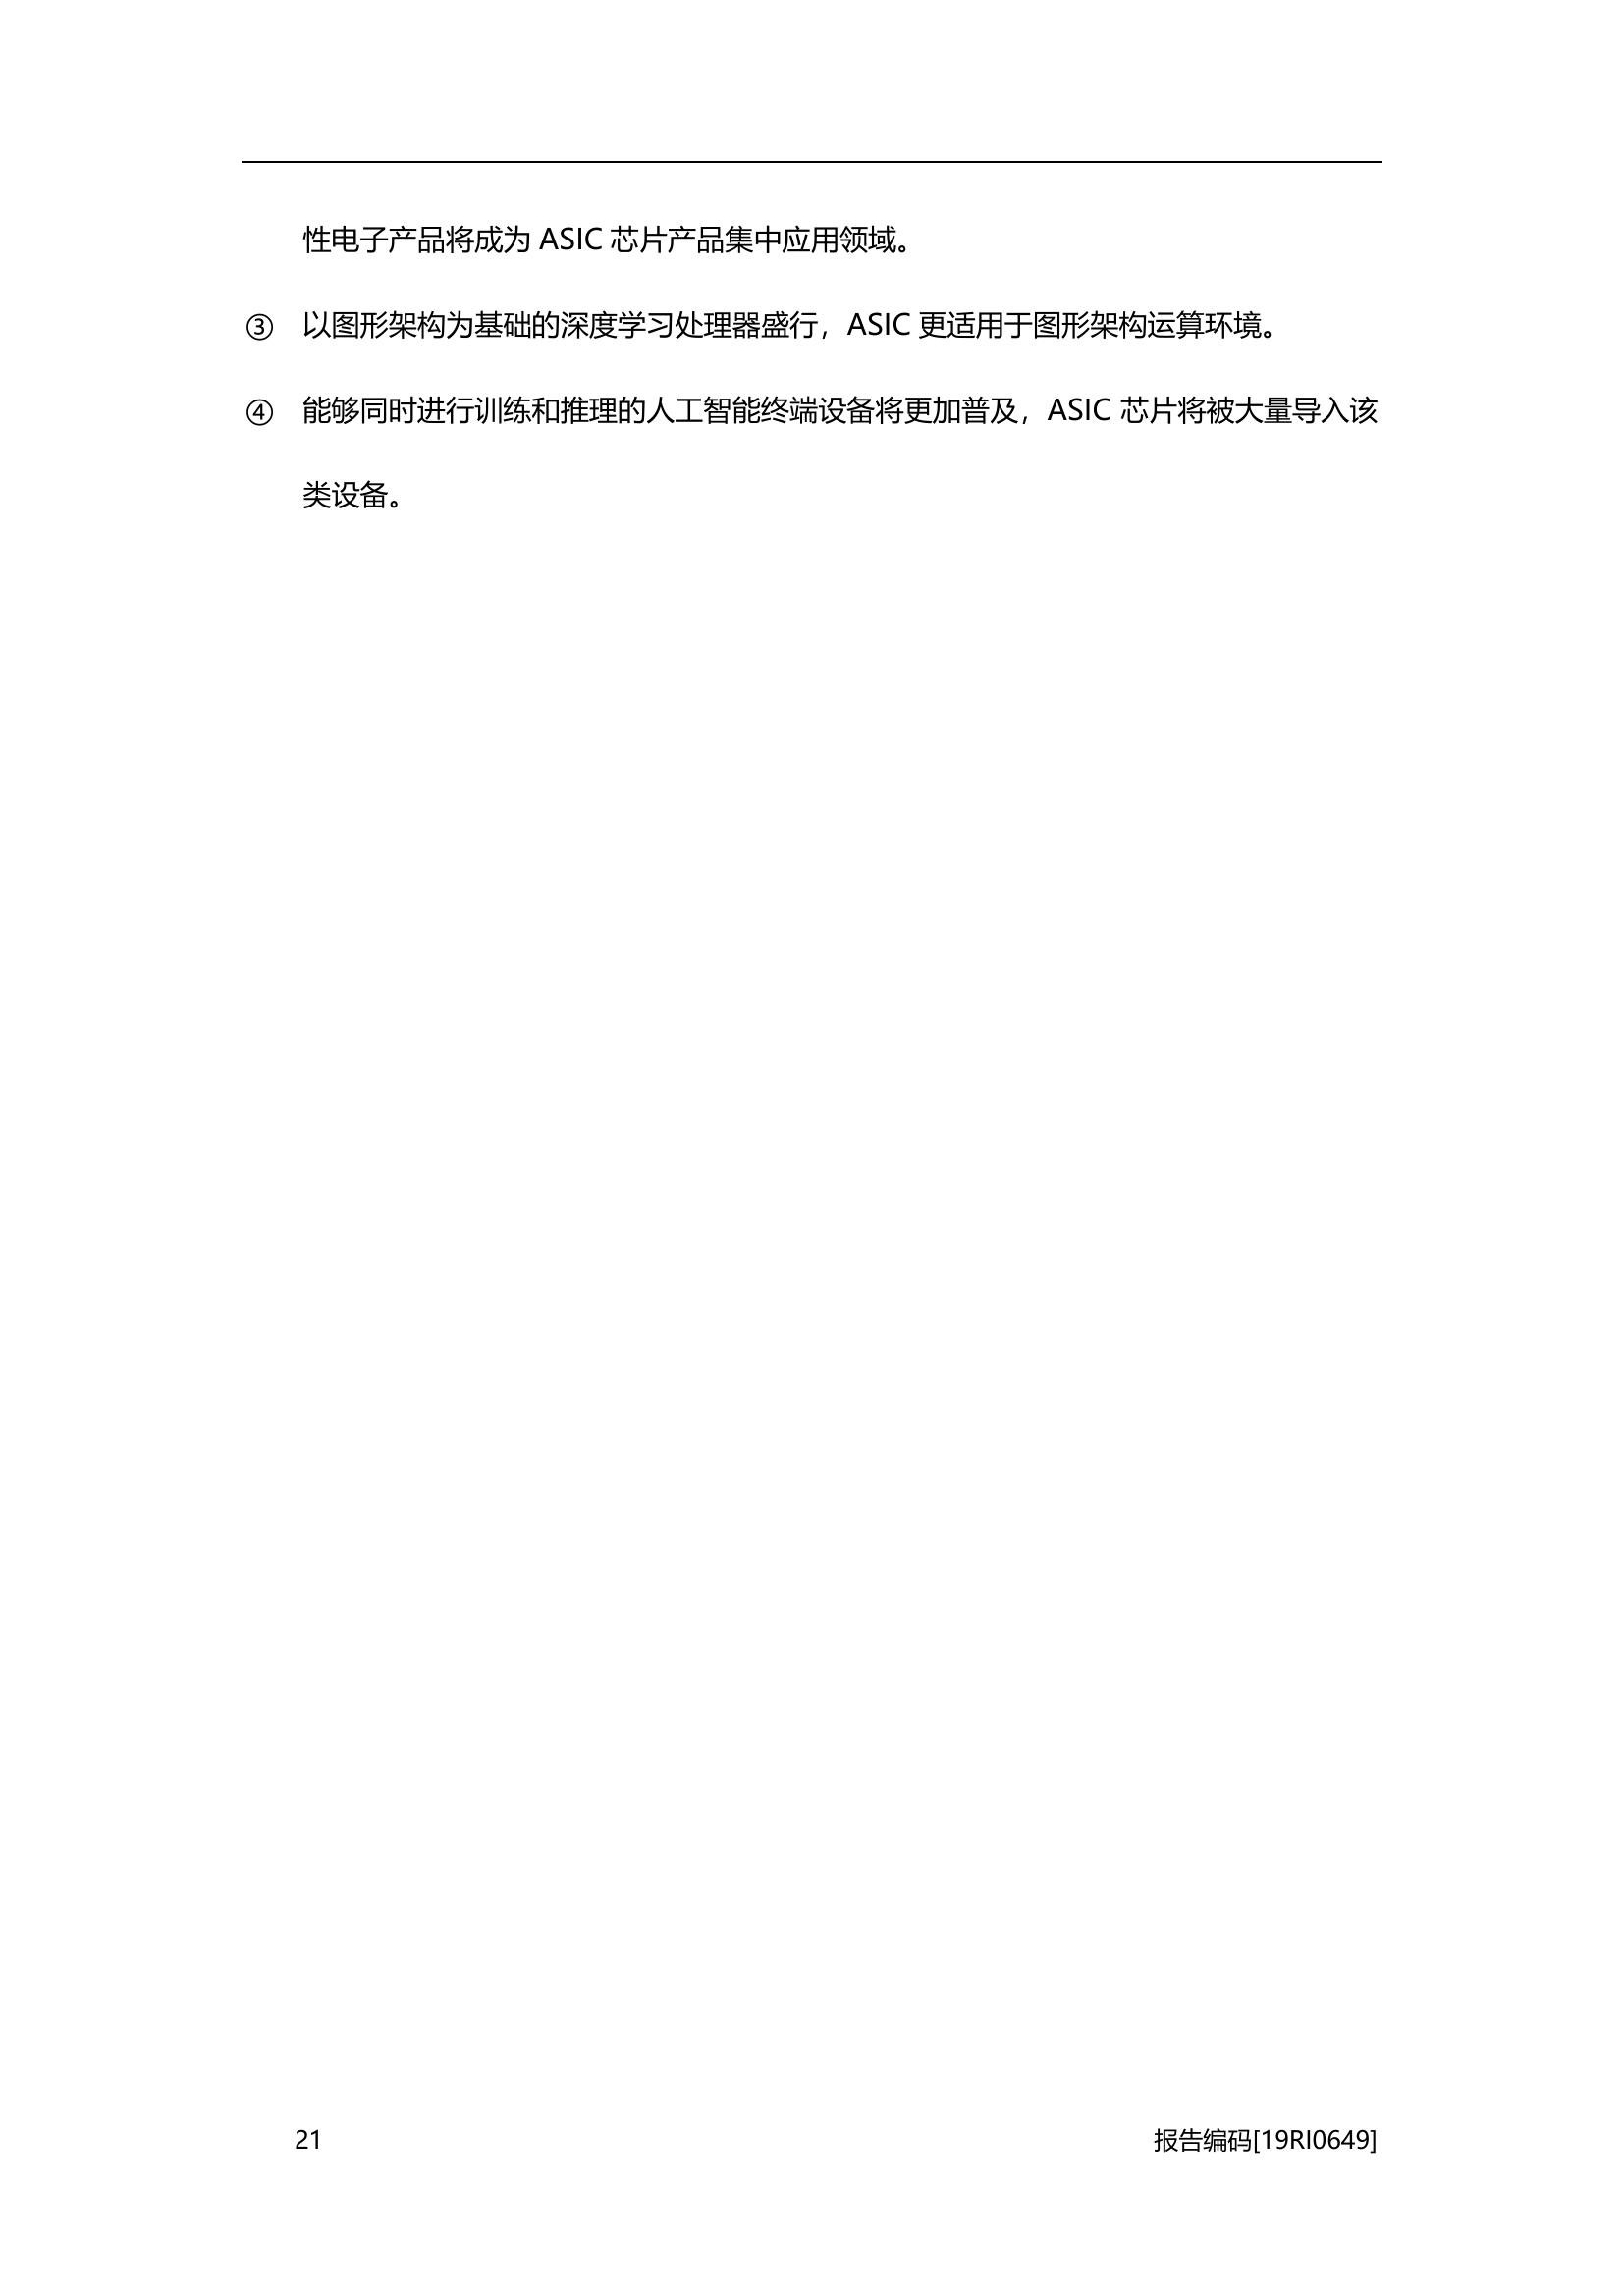 性电子产品将成为 ASIC 芯片产品集中应用领域。
③ 以图形架构为基础的深度学习处理器盛行，ASIC 更适用于图形架构运算环境。
④ 能够同时进行训练和推理的人工智能终端设备将更加普及，ASIC 芯片将被大量导入该
类设备。
21 报告编码[19RI0649]